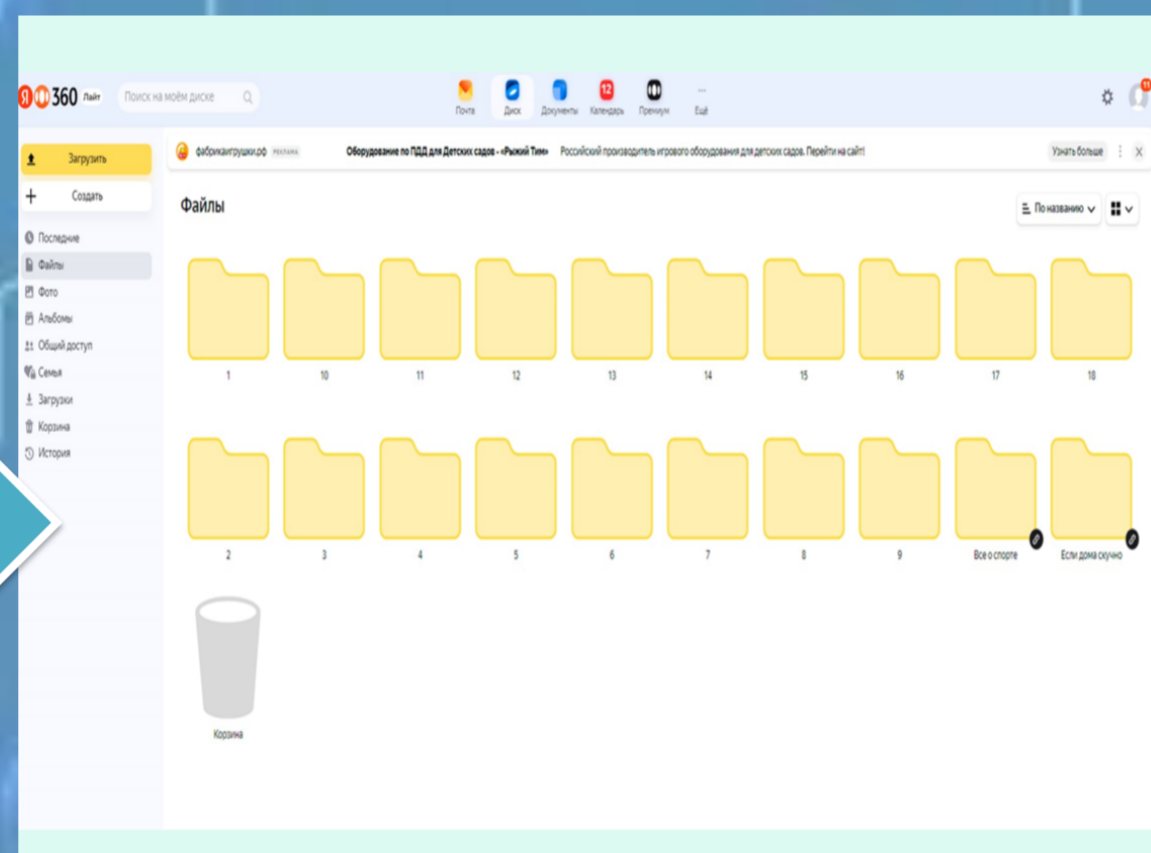 Я 360 Лайт
Поиск на моём диске
Почта
Диск
12
Документы
Календарь
Премиум
Ещё
11
Загрузить
Создать
Последние
Файлы
Фото
Альбомы
Общий доступ
Семья
Загрузки
Корзина
История
фабрикаигрушки.рф РЕКЛАМА Оборудование по ПДД для Детских садов - «Рыжий Тим» Российский производитель игрового оборудования для детских садов. Перейти на сайт!
Узнать больше
Файлы
По названию
1 10 11 12 13 14 15 16 17 18
2 3 4 5 6 7 8 9 Все о спорте Если дома скучно
Корзина